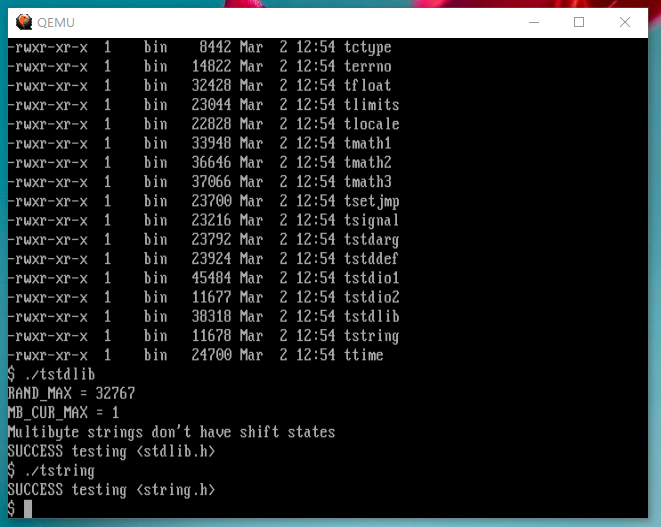 QEMU
-rwxr-xr-x  1    bin    8442 Mar  2 12:54 tctype
-rwxr-xr-x  1    bin   14822 Mar  2 12:54 terrno
-rwxr-xr-x  1    bin   32428 Mar  2 12:54 tfloat
-rwxr-xr-x  1    bin   23044 Mar  2 12:54 tlimits
-rwxr-xr-x  1    bin   22828 Mar  2 12:54 tlocale
-rwxr-xr-x  1    bin   33948 Mar  2 12:54 tmath1
-rwxr-xr-x  1    bin   36646 Mar  2 12:54 tmath2
-rwxr-xr-x  1    bin   37066 Mar  2 12:54 tmath3
-rwxr-xr-x  1    bin   23700 Mar  2 12:54 tsetjmp
-rwxr-xr-x  1    bin   23216 Mar  2 12:54 tsignal
-rwxr-xr-x  1    bin   23792 Mar  2 12:54 tstdarg
-rwxr-xr-x  1    bin   23924 Mar  2 12:54 tstddef
-rwxr-xr-x  1    bin   45484 Mar  2 12:54 tstdio1
-rwxr-xr-x  1    bin   11677 Mar  2 12:54 tstdio2
-rwxr-xr-x  1    bin   38318 Mar  2 12:54 tstdlib
-rwxr-xr-x  1    bin   11678 Mar  2 12:54 tstring
-rwxr-xr-x  1    bin   24700 Mar  2 12:54 ttime
$ ./tstdlib
RAND_MAX = 32767
MB_CUR_MAX = 1
Multibyte strings don't have shift states
SUCCESS testing <stdlib.h>
$ ./tstring
SUCCESS testing <string.h>
$